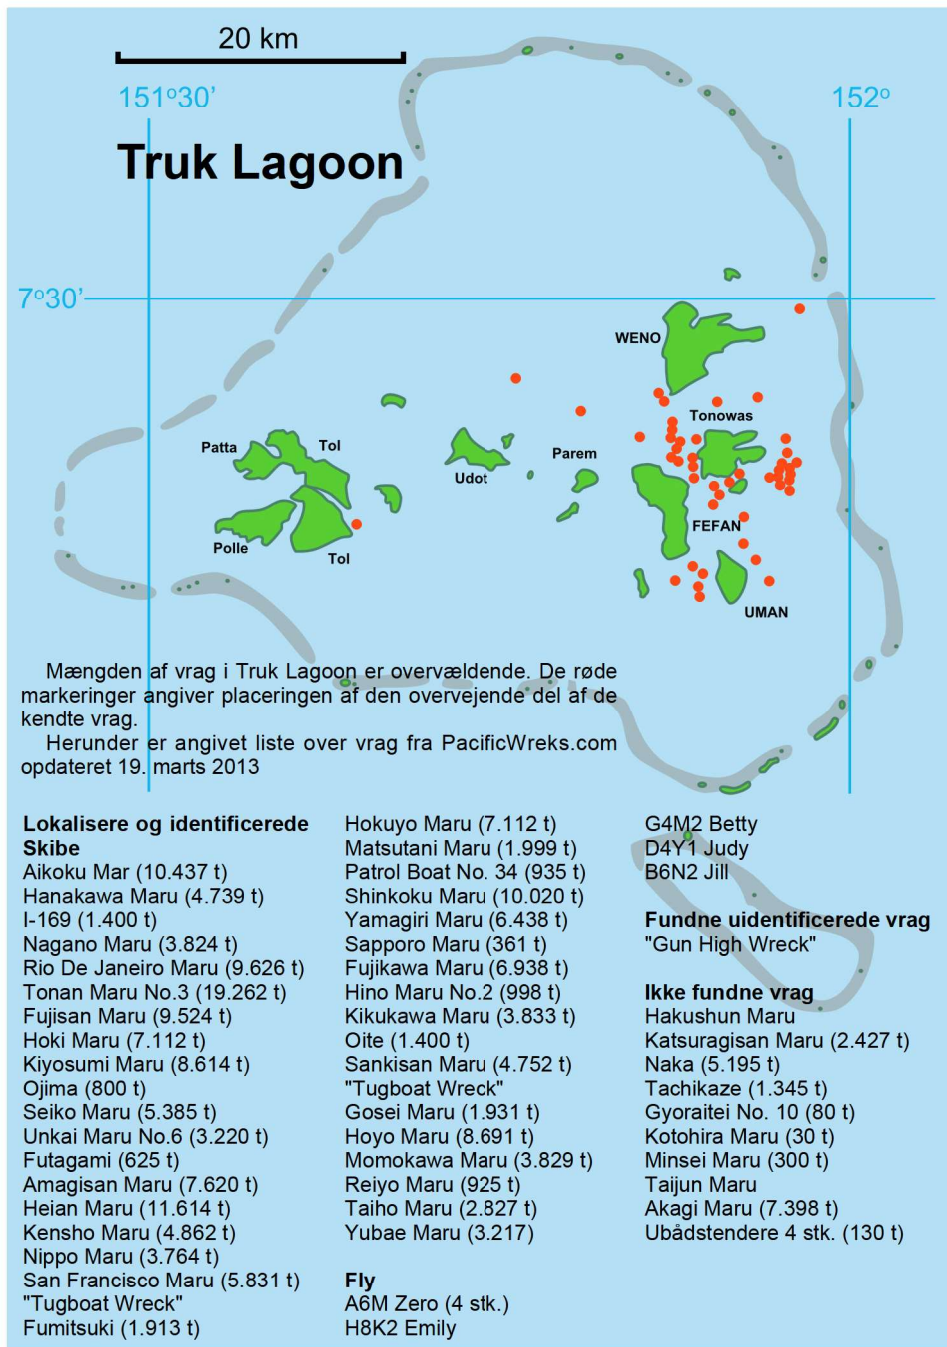 20 km
151°30’
152°
Truk Lagoon
7°30’
WENO
Tonowas
Patta
Tol
Udot
Parem
FEFAN
Polle
Tol
UMAN
Mængden af vrag i Truk Lagoon er overvældende. De røde
markeringer angiver placeringen af den overvejende del af de
kendte vrag.
Herunder er angivet liste over vrag fra PacificWreks.com
opdateret 19. marts 2013
Lokalisere og identificerede
Skibe
Aikoku Mar (10.437 t)
Hanakawa Maru (4.739 t)
I-169 (1.400 t)
Nagano Maru (3.824 t)
Rio De Janeiro Maru (9.626 t)
Tonan Maru No.3 (19.262 t)
Fujisan Maru (9.524 t)
Hoki Maru (7.112 t)
Kiyosumi Maru (8.614 t)
Ojima (800 t)
Seiko Maru (5.385 t)
Unkai Maru No.6 (3.220 t)
Futagami (625 t)
Amagisan Maru (7.620 t)
Heian Maru (11.614 t)
Kensho Maru (4.862 t)
Nippo Maru (3.764 t)
San Francisco Maru (5.831 t)
"Tugboat Wreck"
Fumitsuki (1.913 t)
Hokuyo Maru (7.112 t)
Matsutani Maru (1.999 t)
Patrol Boat No. 34 (935 t)
Shinkoku Maru (10.020 t)
Yamagiri Maru (6.438 t)
Sapporo Maru (361 t)
Fujikawa Maru (6.938 t)
Hino Maru No.2 (998 t)
Kikukawa Maru (3.833 t)
Oite (1.400 t)
Sankisan Maru (4.752 t)
"Tugboat Wreck"
Gosei Maru (1.931 t)
Hoyo Maru (8.691 t)
Momokawa Maru (3.829 t)
Reiyo Maru (925 t)
Taiho Maru (2.827 t)
Yubae Maru (3.217)
Fly
A6M Zero (4 stk.)
H8K2 Emily
G4M2 Betty
D4Y1 Judy
B6N2 Jill
Fundne uidentificerede vrag
"Gun High Wreck"
Ikke fundne vrag
Hakushun Maru
Katsuragisan Maru (2.427 t)
Naka (5.195 t)
Tachikaze (1.345 t)
Gyoraitei No. 10 (80 t)
Kotohira Maru (30 t)
Minsei Maru (300 t)
Taijun Maru
Akagi Maru (7.398 t)
Ubådstendere 4 stk. (130 t)